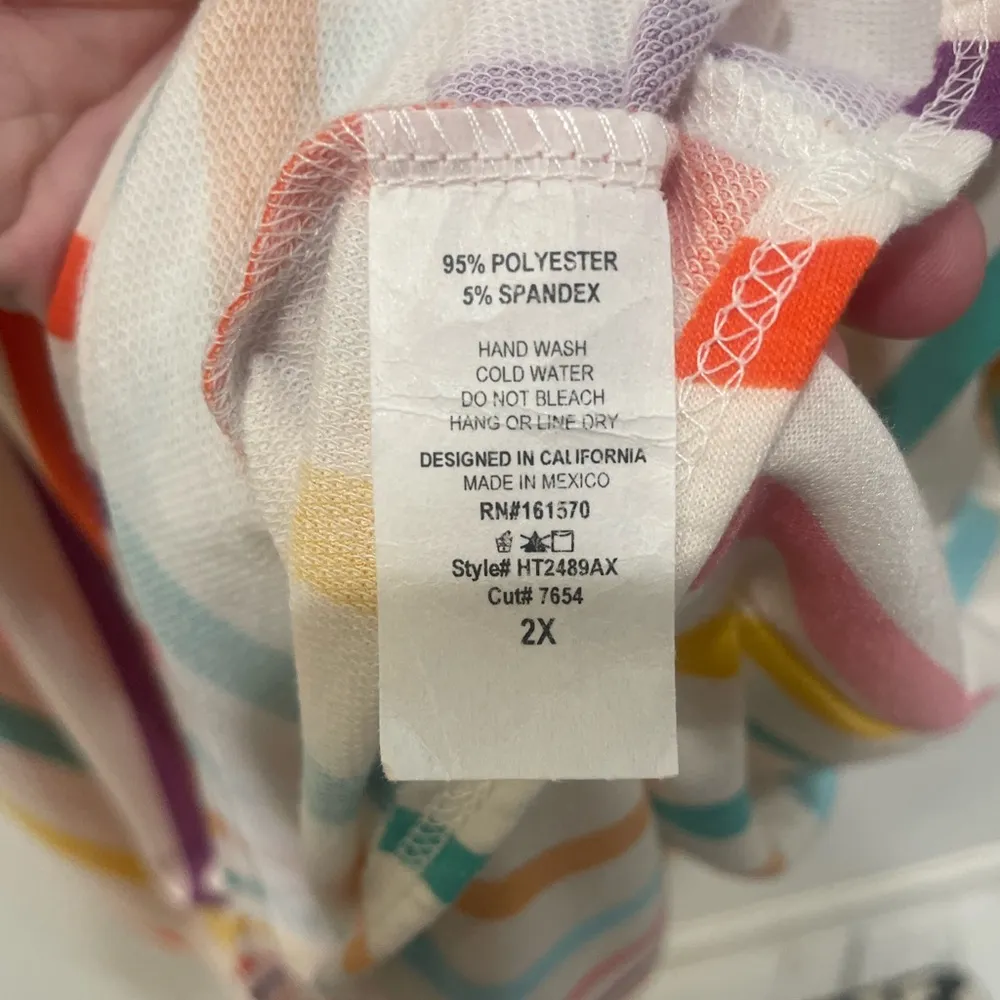 95% POLYESTER
5% SPANDEX
HAND WASH
COLD WATER
DO NOT BLEACH
HANG OR LINE DRY
DESIGNED IN CALIFORNIA
MADE IN MEXICO
RN#161570
Style# HT2489AX
Cut# 7654
2X